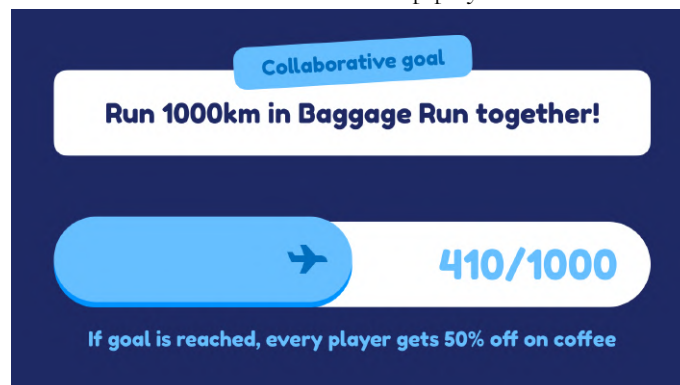 Collaborative goal
Run 1000km in Baggage Run together!
410/1000
If goal is reached, every player gets 50% off on coffee